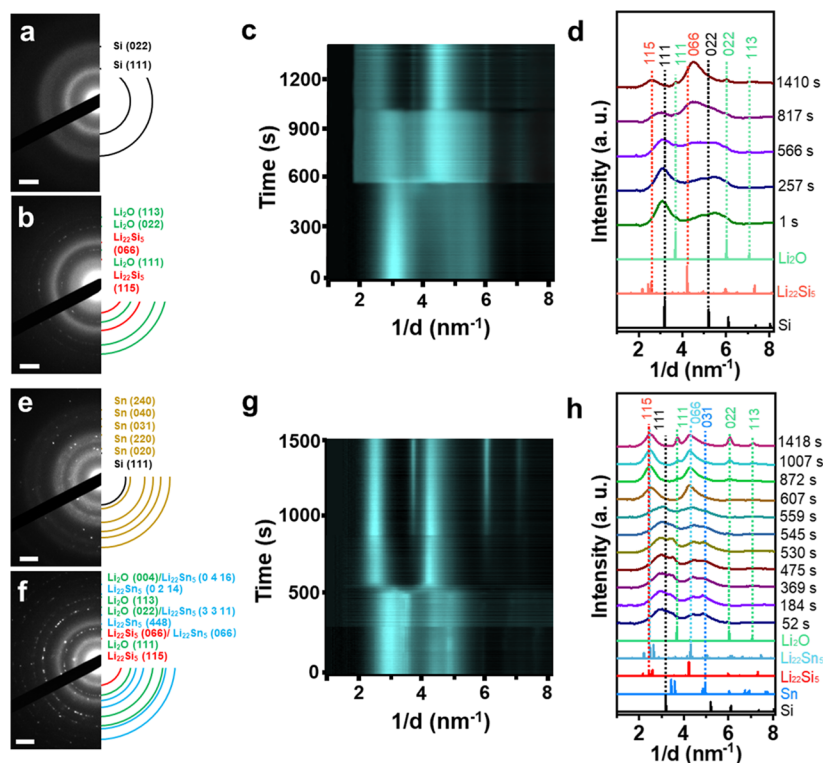 a
Si (022)
Si (111)
b
Li₂O (113)
Li₂O (022)
Li₂₂Si₅
(066)
Li₂O (111)
Li₂₂Si₅
(115)
c
Time (s)
1200
900
600
300
0
2 4 6 8
1/d (nm⁻¹)
d
115 111 111 066 022 022 113
Intensity (a. u.)
1410 s
817 s
566 s
257 s
1 s
Li₂O
Li₂₂Si₅
Si
2 4 6 8
1/d (nm⁻¹)
e
Sn (240)
Sn (040)
Sn (031)
Sn (220)
Sn (020)
Si (111)
f
Li₂O (004)/Li₂₂Sn₅ (0 4 16)
Li₂₂Sn₅ (0 2 14)
Li₂O (113)
Li₂O (022)/Li₂₂Sn₅ (3 3 11)
Li₂₂Sn₅ (448)
Li₂₂Si₅ (066)/ Li₂₂Sn₅ (066)
Li₂O (111)
Li₂₂Si₅ (115)
g
Time (s)
1500
1000
500
0
2 4 6 8
1/d (nm⁻¹)
h
115 111 111 066 031 022 113
Intensity (a. u.)
1418 s
1007 s
872 s
607 s
559 s
545 s
530 s
475 s
369 s
184 s
52 s
Li₂O
Li₂₂Sn₅
Li₂₂Si₅
Sn
Si
2 4 6 8
1/d (nm⁻¹)